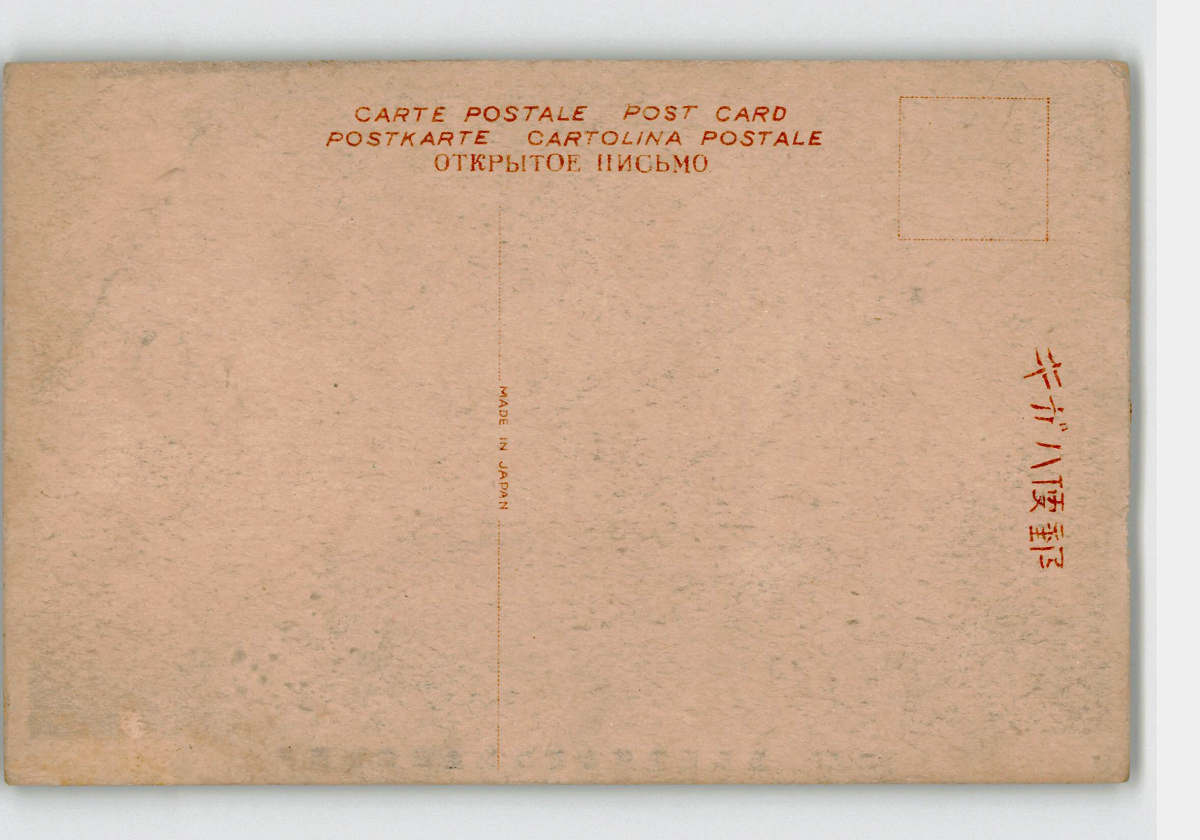 CARTE POSTALE POST CARD
POSTKARTE CARTOLINA POSTALE
ОТКРЫТОЕ ПИСЬМО
MADE IN JAPAN
郵便ハガキ